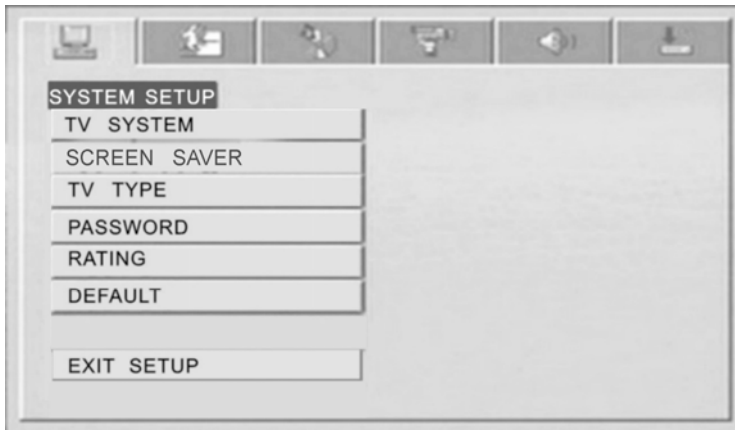 SYSTEM SETUP
TV SYSTEM
SCREEN SAVER
TV TYPE
PASSWORD
RATING
DEFAULT
EXIT SETUP